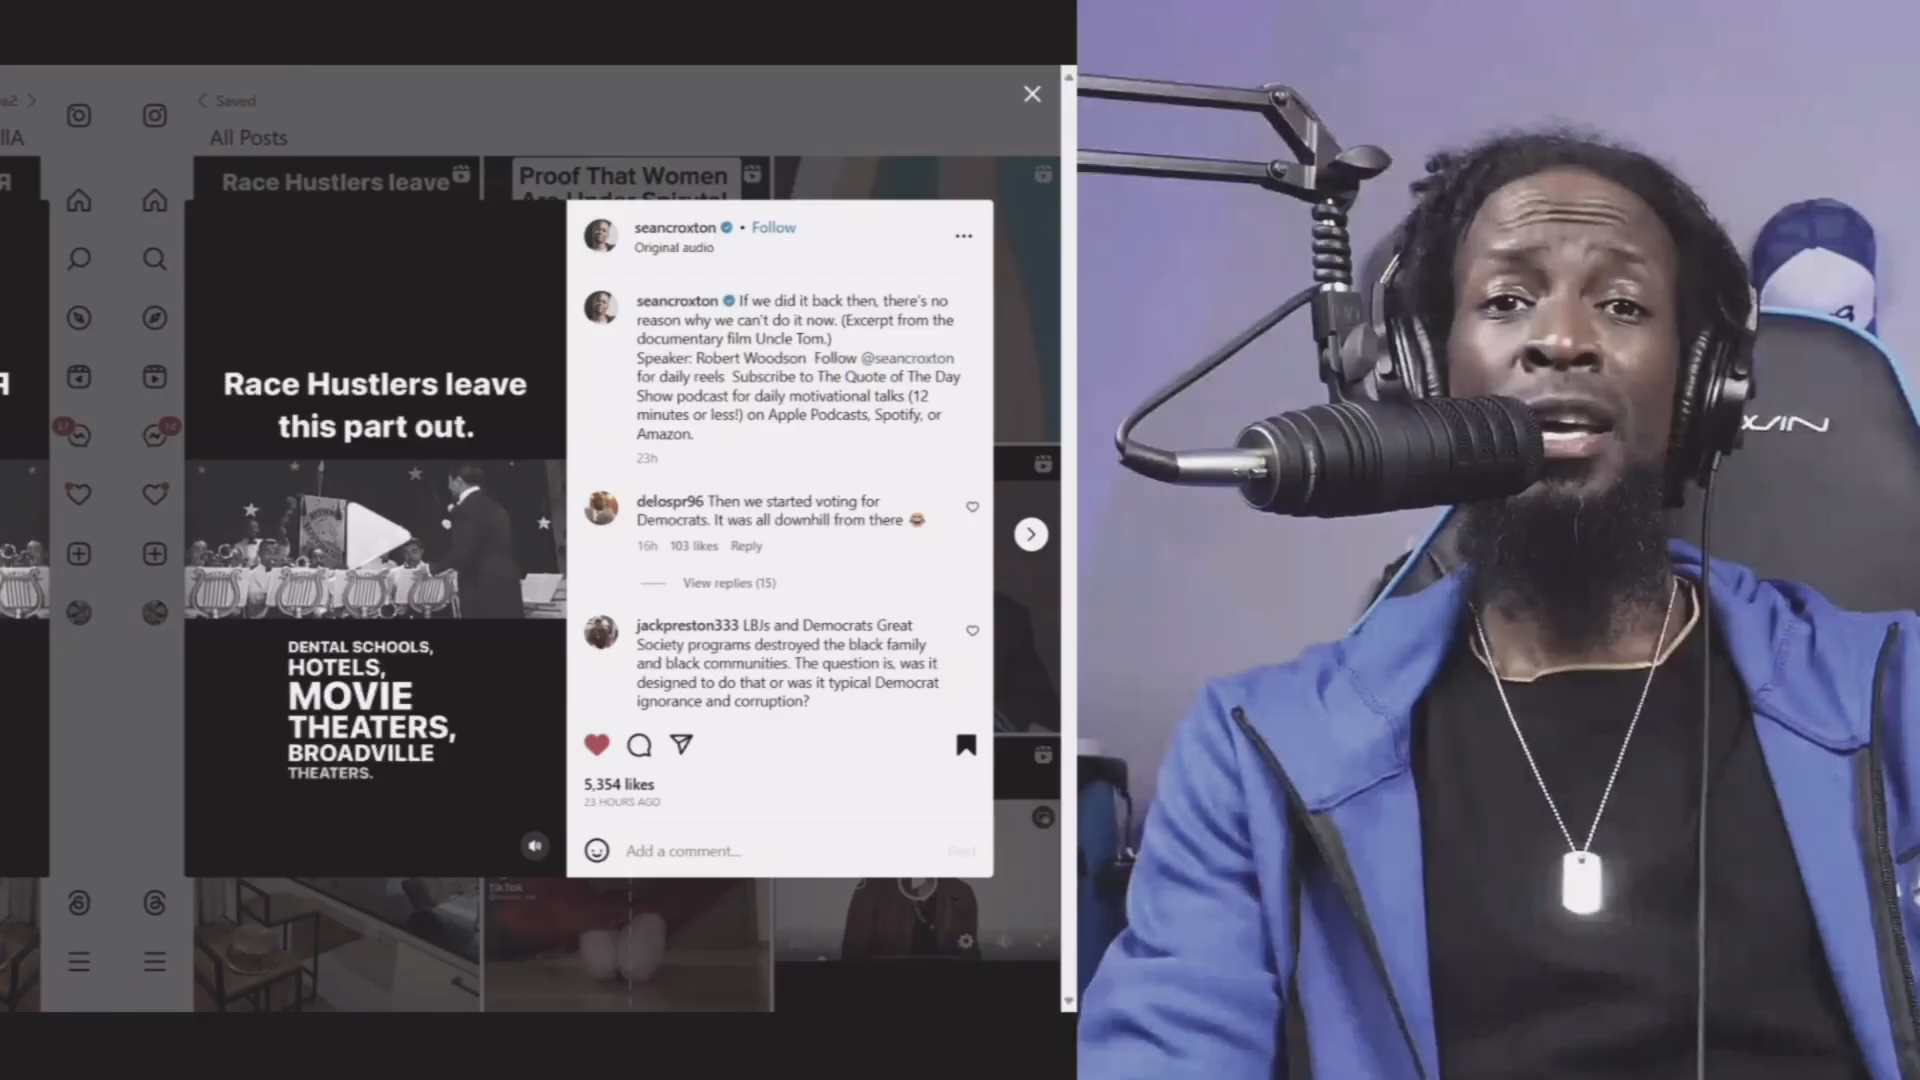 Saved
All Posts
Race Hustlers leave
Proof That Women
Race Hustlers leave
this part out.
DENTAL SCHOOLS,
HOTELS,
MOVIE
THEATERS,
BROADVILLE
THEATERS.
TikTok
seancroxton • Follow
Original audio
seancroxton If we did it back then, there's no
reason why we can't do it now. (Excerpt from the
documentary film Uncle Tom.)
Speaker: Robert Woodson Follow @seancroxton
for daily reels Subscribe to The Quote of The Day
Show podcast for daily motivational talks (12
minutes or less!) on Apple Podcasts, Spotify, or
Amazon.
23h
delospr96 Then we started voting for
Democrats. It was all downhill from there 😂
16h 103 likes Reply
View replies (15)
jackpreston333 LBJs and Democrats Great
Society programs destroyed the black family
and black communities. The question is, was it
designed to do that or was it typical Democrat
ignorance and corruption?
5,354 likes
23 HOURS AGO
Add a comment...
Post